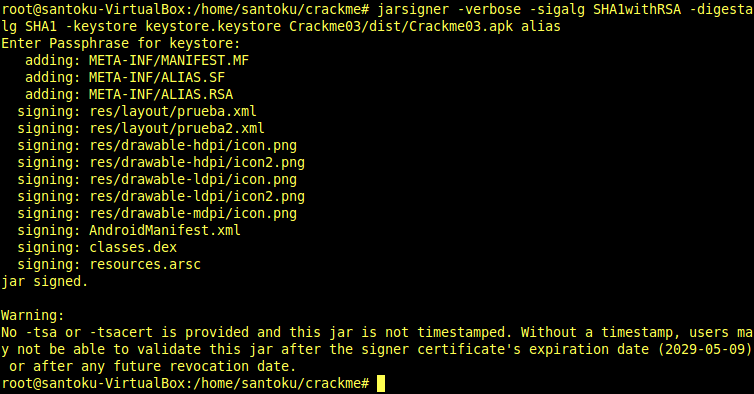 root@santoku-VirtualBox:/home/santoku/crackme# jarsigner -verbose -sigalg SHA1withRSA -digesta
lg SHA1 -keystore keystore.keystore Crackme03/dist/Crackme03.apk alias
Enter Passphrase for keystore:
   adding: META-INF/MANIFEST.MF
   adding: META-INF/ALIAS.SF
   adding: META-INF/ALIAS.RSA
  signing: res/layout/prueba.xml
  signing: res/layout/prueba2.xml
  signing: res/drawable-hdpi/icon.png
  signing: res/drawable-hdpi/icon2.png
  signing: res/drawable-ldpi/icon.png
  signing: res/drawable-ldpi/icon2.png
  signing: res/drawable-mdpi/icon.png
  signing: AndroidManifest.xml
  signing: classes.dex
  signing: resources.arsc
jar signed.

Warning:
No -tsa or -tsacert is provided and this jar is not timestamped. Without a timestamp, users ma
y not be able to validate this jar after the signer certificate's expiration date (2029-05-09)
 or after any future revocation date.
root@santoku-VirtualBox:/home/santoku/crackme#